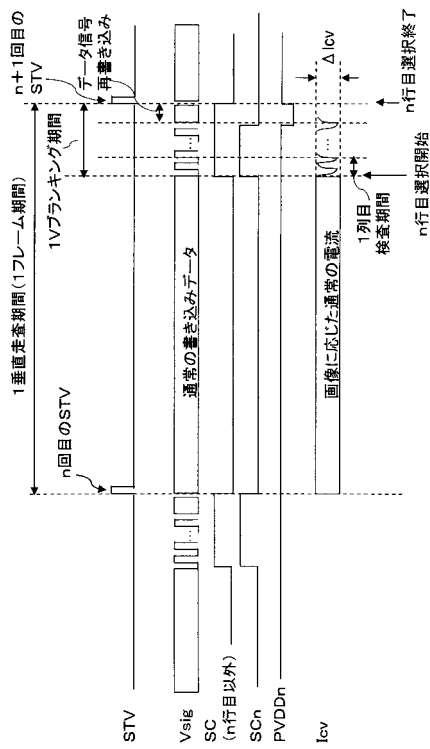 1垂直走査期間(1フレーム期間)
n+1回目の
STV
1Vブランキング期間
データ信号
再書き込み
n回目のSTV
STV
Vsig
通常の書き込みデータ
SC
(n行目以外)
SCn
PVDDn
Icv
画像に応じた通常の電流
ΔIcv
1列目
検査期間
n行目選択開始
n行目選択終了